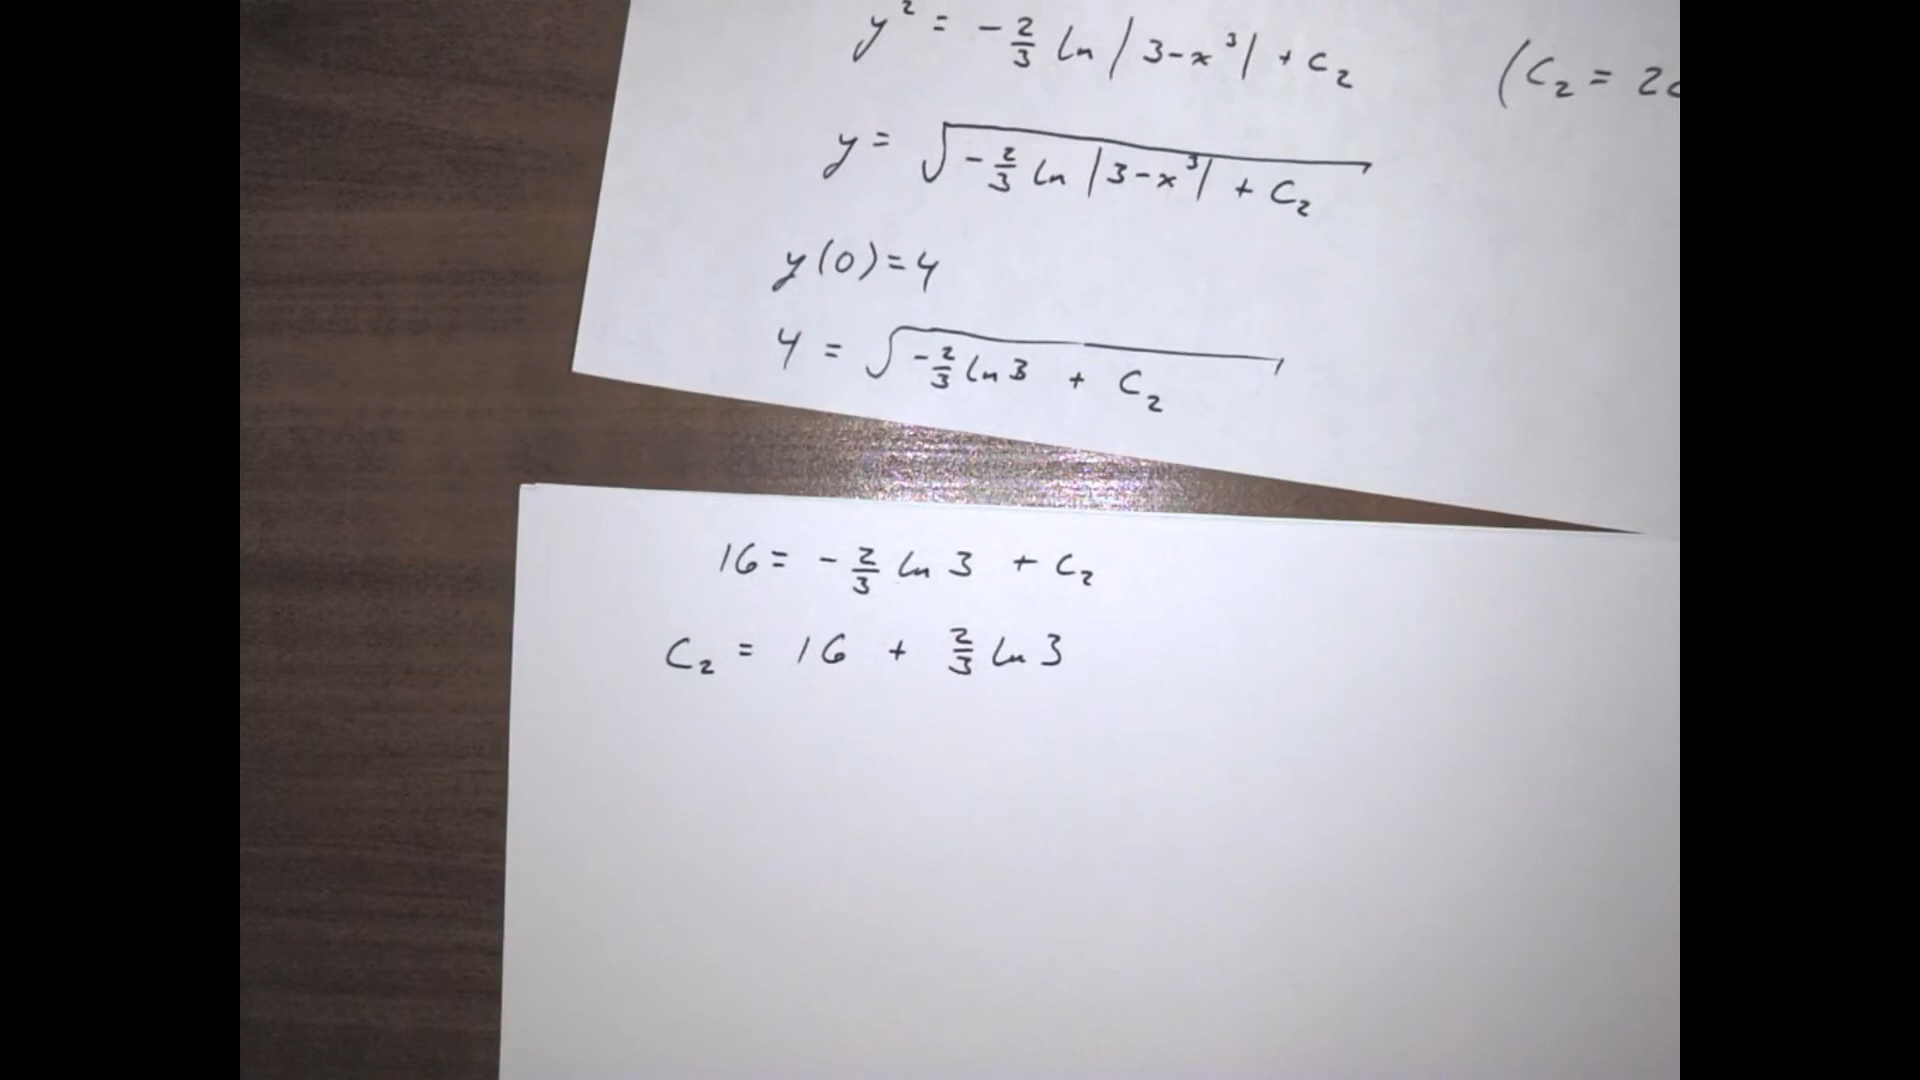 y² = -2/3 ln |3-x³| + C₂ (C₂ = 2c
y = √(-2/3 ln |3-x³| + C₂)
y(0)=4
4 = √(-2/3 ln 3 + C₂)
16 = -2/3 ln 3 + C₂
C₂ = 16 + 2/3 ln 3